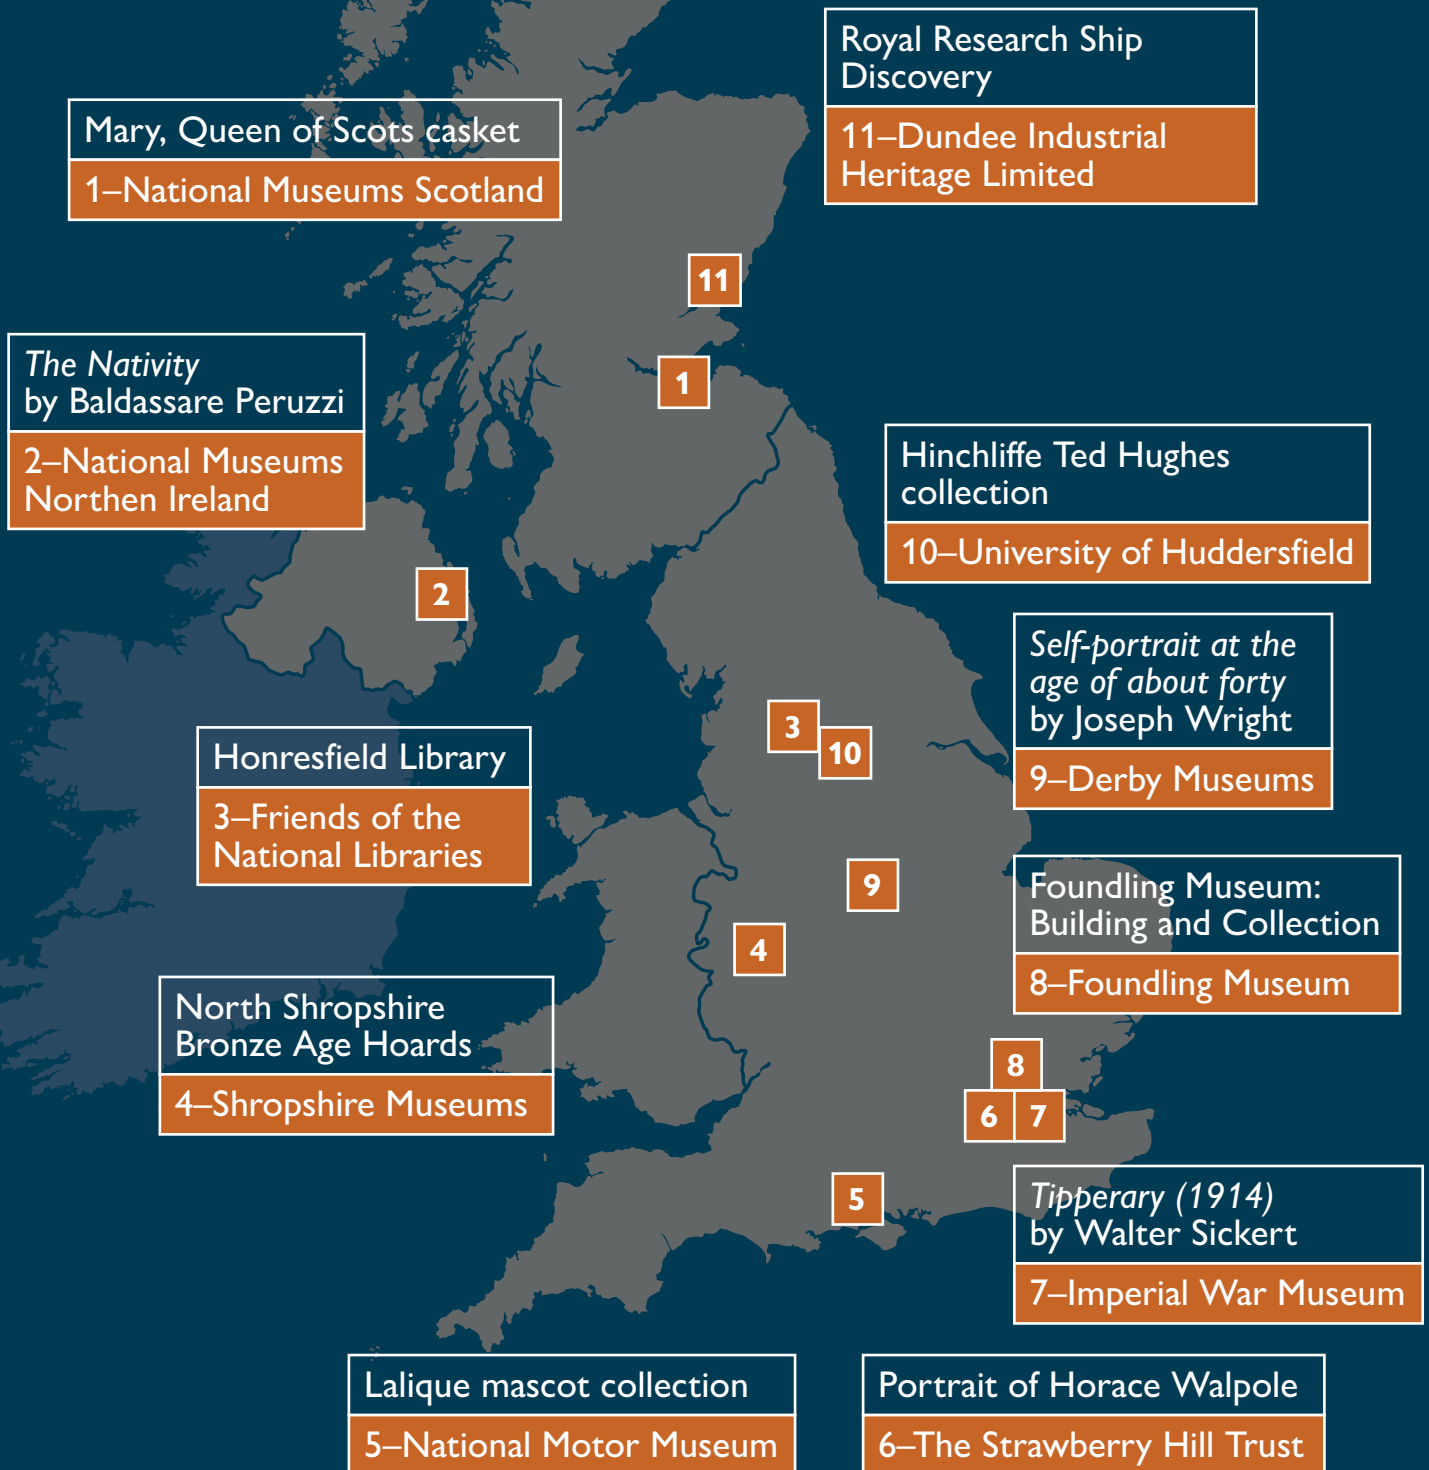 Royal Research Ship
Discovery
11–Dundee Industrial
Heritage Limited
Mary, Queen of Scots casket
1–National Museums Scotland
11
The Nativity
by Baldassare Peruzzi
2–National Museums
Northen Ireland
1
Hinchliffe Ted Hughes
collection
10–University of Huddersfield
2
Self-portrait at the
age of about forty
by Joseph Wright
9–Derby Museums
3
10
Honresfield Library
3–Friends of the
National Libraries
9
Foundling Museum:
Building and Collection
8–Foundling Museum
4
North Shropshire
Bronze Age Hoards
4–Shropshire Museums
8
6
7
5
Tipperary (1914)
by Walter Sickert
7–Imperial War Museum
Lalique mascot collection
5–National Motor Museum
Portrait of Horace Walpole
6–The Strawberry Hill Trust